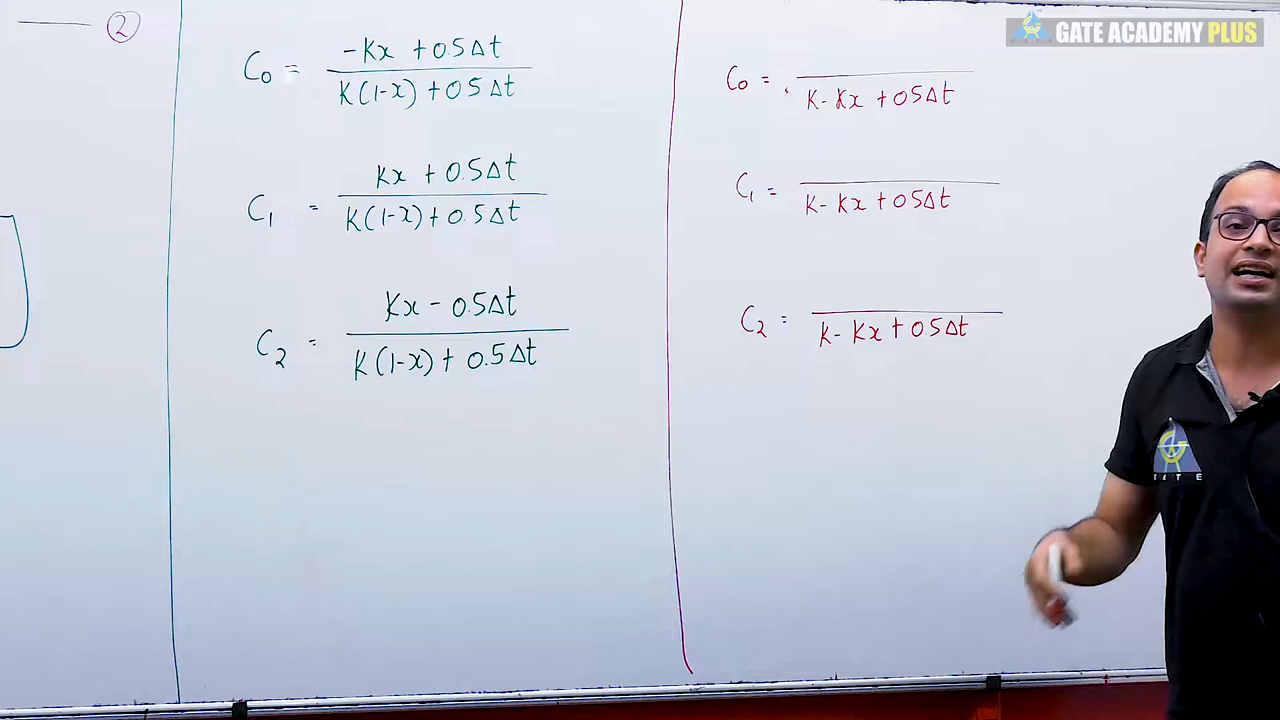 GATE ACADEMY PLUS
2
C₀ = (-Kx + 0.5Δt) / (K(1-x) + 0.5Δt)
C₁ = (Kx + 0.5Δt) / (K(1-x) + 0.5Δt)
C₂ = (Kx - 0.5Δt) / (K(1-x) + 0.5Δt)
C₀ = / (K - Kx + 0.5Δt)
C₁ = / (K - Kx + 0.5Δt)
C₂ = / (K - Kx + 0.5Δt)